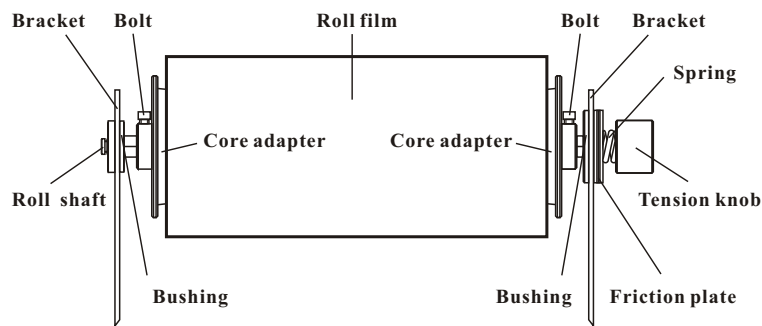 Bracket Bolt Roll film Bolt Bracket
Spring
Core adapter Core adapter
Roll shaft Tension knob
Bushing Bushing Friction plate